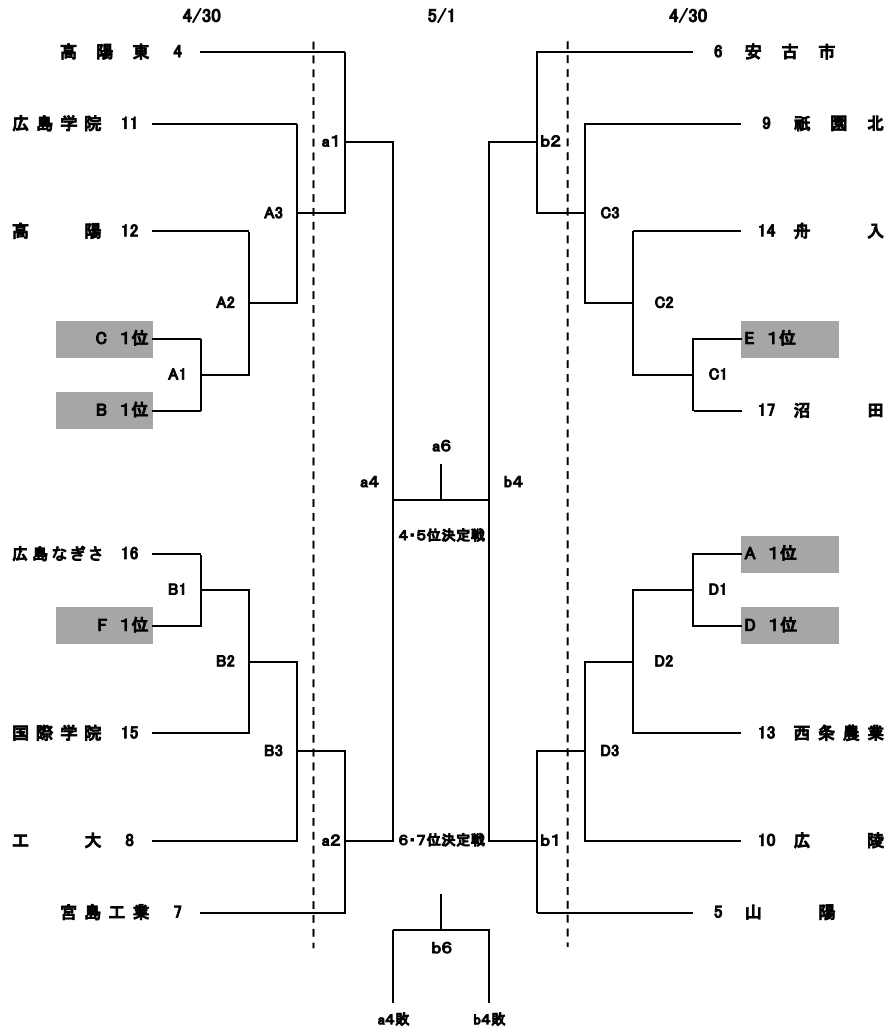 4/30 5/1 4/30
高陽東 4 6 安古市
広島学院 11 9 祇園北
a1 b2
A3 C3
高陽 12 14 舟入
A2 C2
C 1位 E 1位
A1 C1
B 1位 17 沼田
a6
a4 b4
4・5位決定戦
広島なぎさ 16 A 1位
B1 D1
F 1位 D 1位
B2 D2
国際学院 15 13 西条農業
B3 D3
工大 8 a2 6・7位決定戦 b1 10 広陵
宮島工業 7 5 山陽
b6
a4敗 b4敗